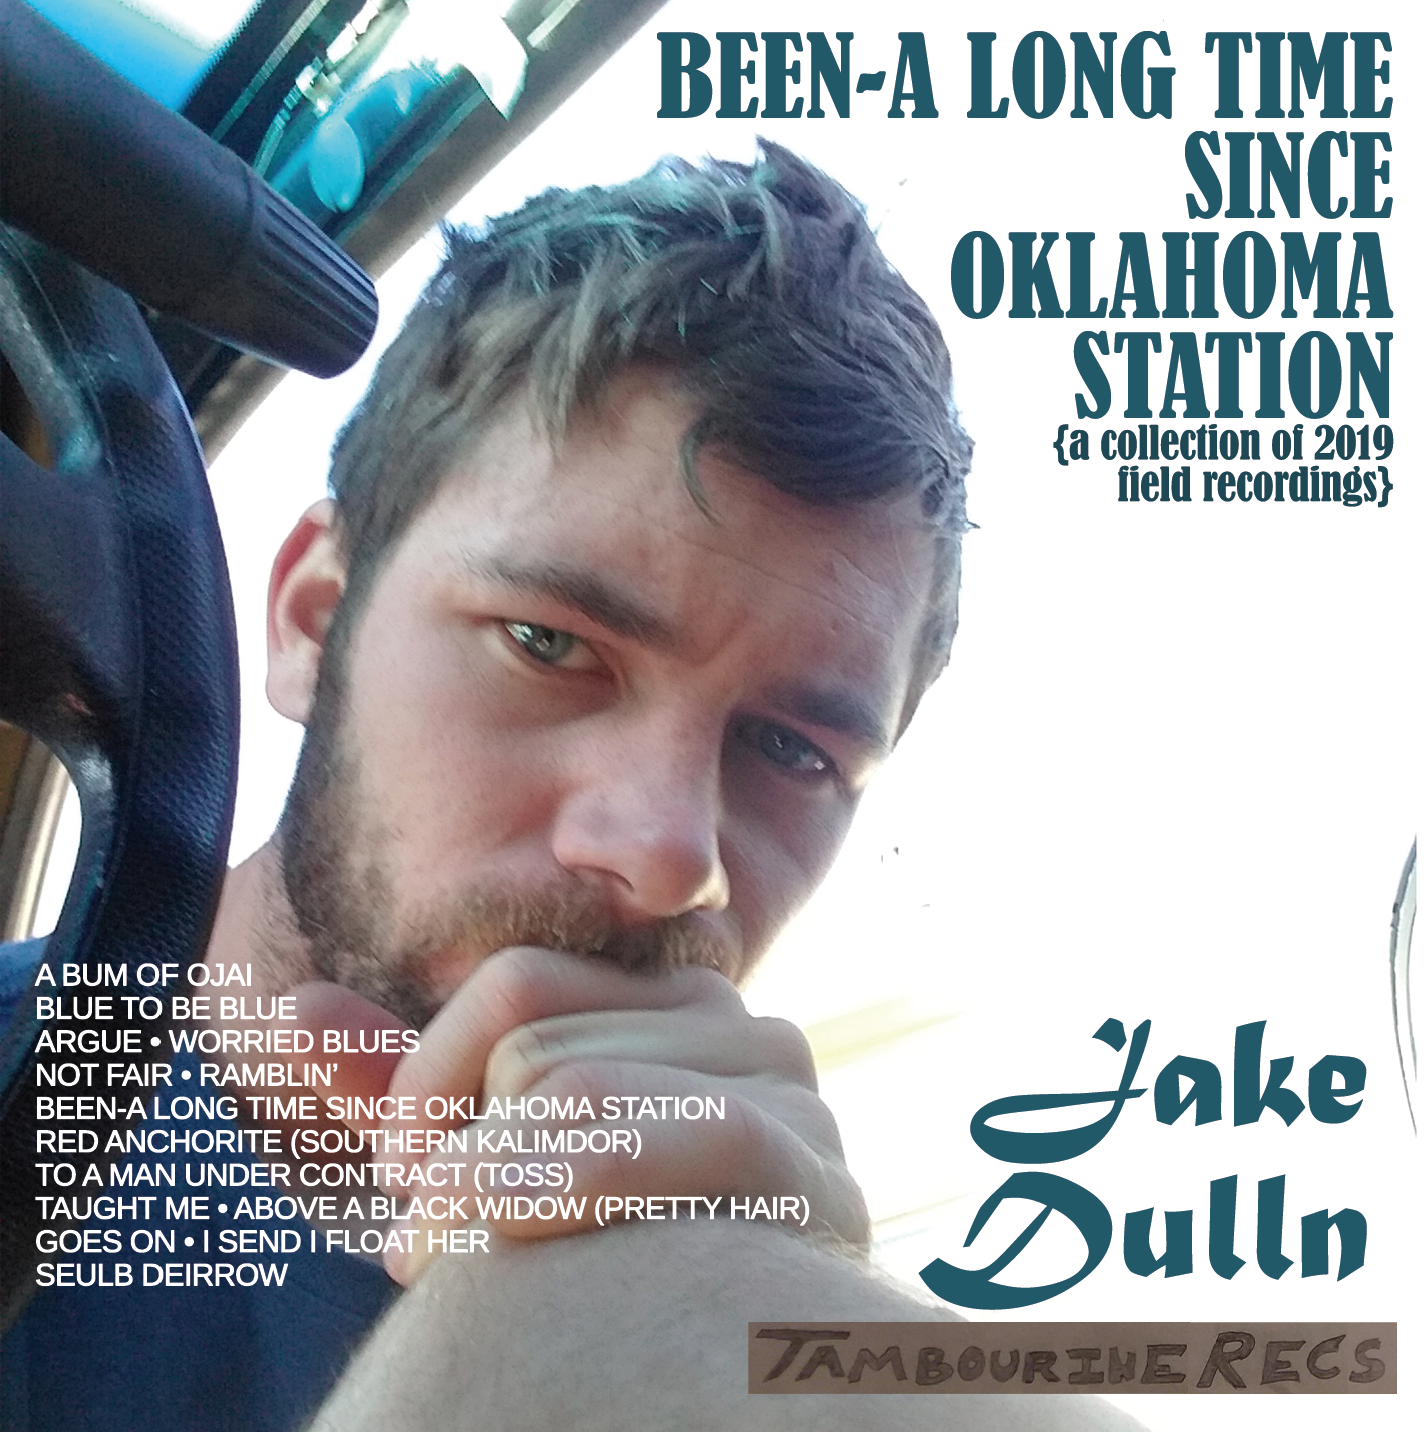 BEEN-A LONG TIME
SINCE
OKLAHOMA
STATION
{a collection of 2019
field recordings}
A BUM OF OJAI
BLUE TO BE BLUE
ARGUE • WORRIED BLUES
NOT FAIR • RAMBLIN’
BEEN-A LONG TIME SINCE OKLAHOMA STATION
RED ANCHORITE (SOUTHERN KALIMDOR)
TO A MAN UNDER CONTRACT (TOSS)
TAUGHT ME • ABOVE A BLACK WIDOW (PRETTY HAIR)
GOES ON • I SEND I FLOAT HER
SEULB DEIRROW
Jake
Dulln
TAMBOURINE RECS